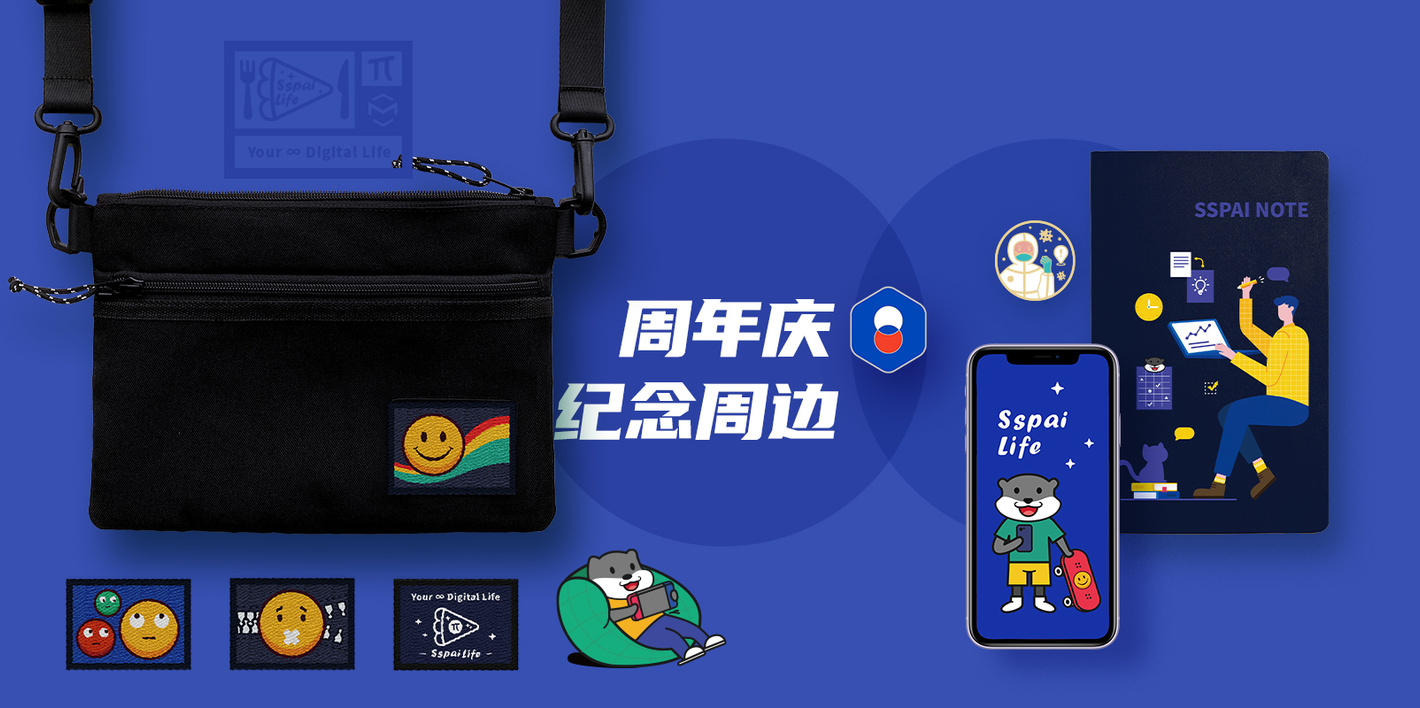 Sspai
Life
π
Your ∞ Digital Life
周年庆
纪念周边
SSPAI NOTE
Sspai
Life
Your ∞ Digital Life
π
Sspai Life